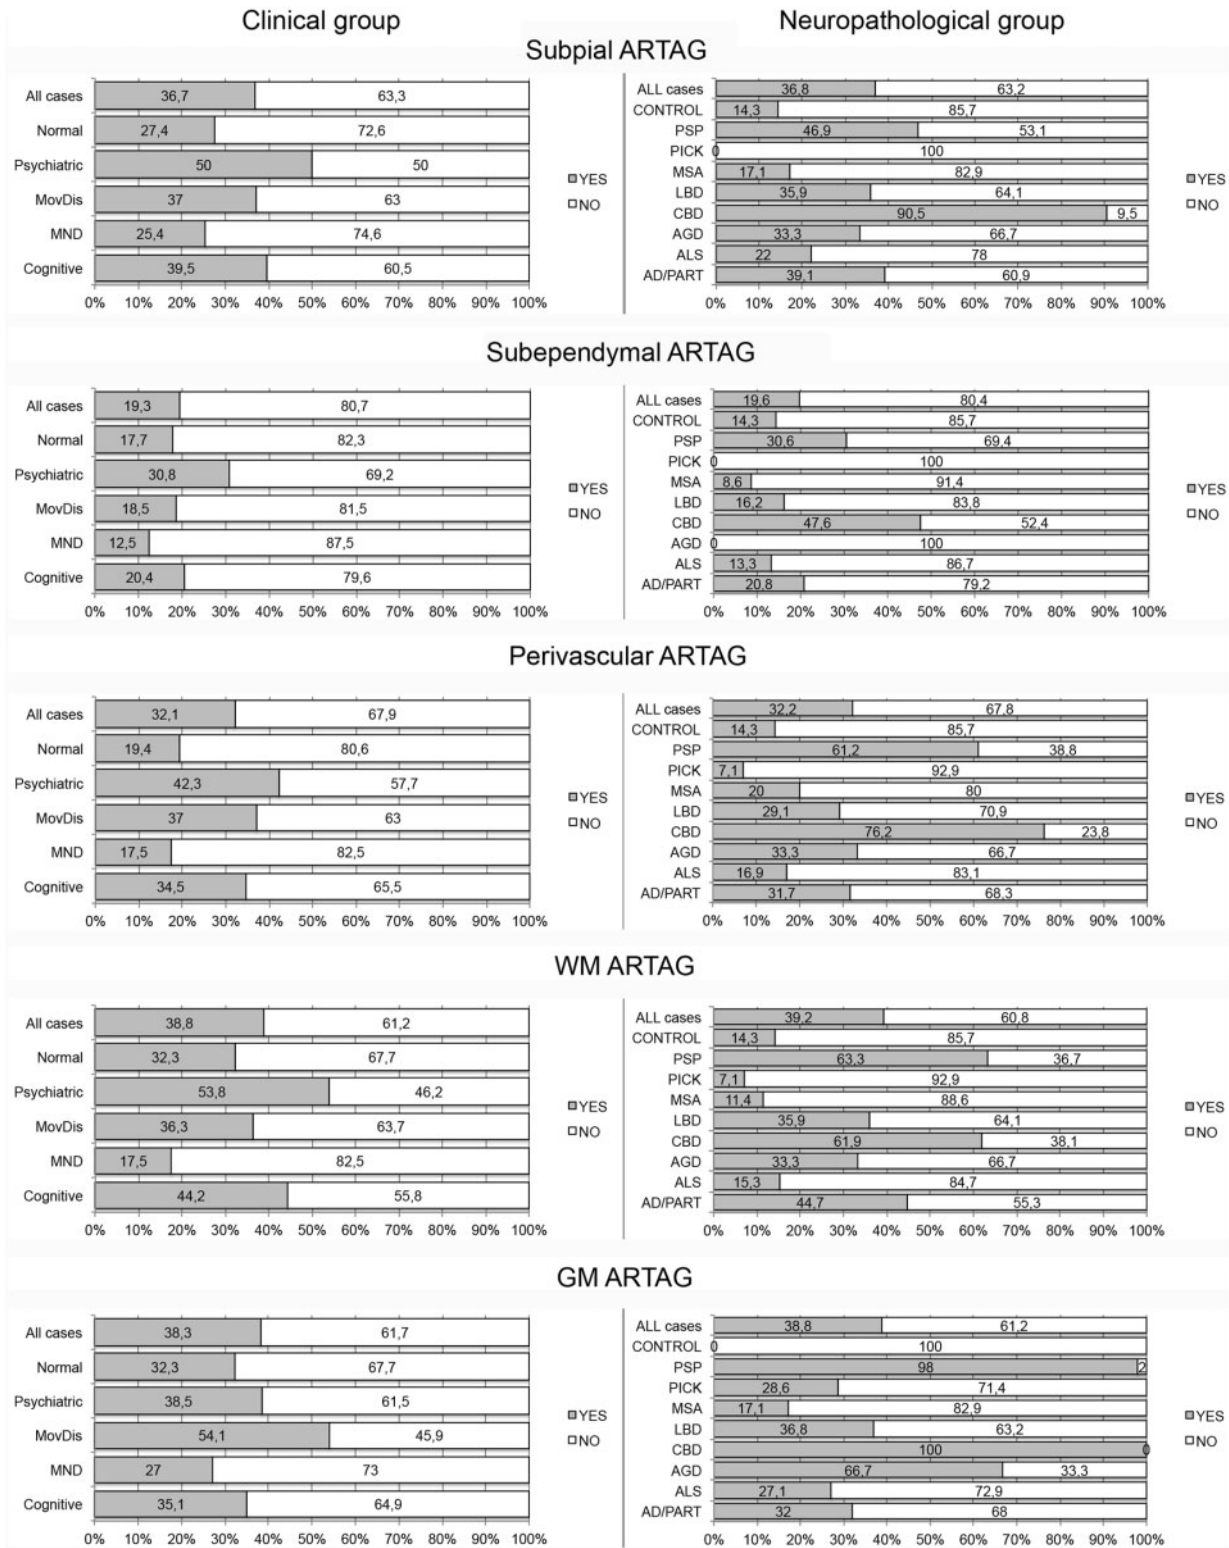 Clinical group
Neuropathological group
Subpial ARTAG
All cases 36,7 63,3
Normal 27,4 72,6
Psychiatric 50 50
MovDis 37 63
MND 25,4 74,6
Cognitive 39,5 60,5
0% 10% 20% 30% 40% 50% 60% 70% 80% 90% 100%
YES
NO
ALL cases 36,8 63,2
CONTROL 14,3 85,7
PSP 46,9 53,1
PICK 0 100
MSA 17,1 82,9
LBD 35,9 64,1
CBD 90,5 9,5
AGD 33,3 66,7
ALS 22 78
AD/PART 39,1 60,9
0% 10% 20% 30% 40% 50% 60% 70% 80% 90% 100%
YES
NO
Subependymal ARTAG
All cases 19,3 80,7
Normal 17,7 82,3
Psychiatric 30,8 69,2
MovDis 18,5 81,5
MND 12,5 87,5
Cognitive 20,4 79,6
0% 10% 20% 30% 40% 50% 60% 70% 80% 90% 100%
YES
NO
ALL cases 19,6 80,4
CONTROL 14,3 85,7
PSP 30,6 69,4
PICK 0 100
MSA 8,6 91,4
LBD 16,2 83,8
CBD 47,6 52,4
AGD 0 100
ALS 13,3 86,7
AD/PART 20,8 79,2
0% 10% 20% 30% 40% 50% 60% 70% 80% 90% 100%
YES
NO
Perivascular ARTAG
All cases 32,1 67,9
Normal 19,4 80,6
Psychiatric 42,3 57,7
MovDis 37 63
MND 17,5 82,5
Cognitive 34,5 65,5
0% 10% 20% 30% 40% 50% 60% 70% 80% 90% 100%
YES
NO
ALL cases 32,2 67,8
CONTROL 14,3 85,7
PSP 61,2 38,8
PICK 7,1 92,9
MSA 20 80
LBD 29,1 70,9
CBD 76,2 23,8
AGD 33,3 66,7
ALS 16,9 83,1
AD/PART 31,7 68,3
0% 10% 20% 30% 40% 50% 60% 70% 80% 90% 100%
YES
NO
WM ARTAG
All cases 38,8 61,2
Normal 32,3 67,7
Psychiatric 53,8 46,2
MovDis 36,3 63,7
MND 17,5 82,5
Cognitive 44,2 55,8
0% 10% 20% 30% 40% 50% 60% 70% 80% 90% 100%
YES
NO
ALL cases 39,2 60,8
CONTROL 14,3 85,7
PSP 63,3 36,7
PICK 7,1 92,9
MSA 11,4 88,6
LBD 35,9 64,1
CBD 61,9 38,1
AGD 33,3 66,7
ALS 15,3 84,7
AD/PART 44,7 55,3
0% 10% 20% 30% 40% 50% 60% 70% 80% 90% 100%
YES
NO
GM ARTAG
All cases 38,3 61,7
Normal 32,3 67,7
Psychiatric 38,5 61,5
MovDis 54,1 45,9
MND 27 73
Cognitive 35,1 64,9
0% 10% 20% 30% 40% 50% 60% 70% 80% 90% 100%
YES
NO
ALL cases 38,8 61,2
CONTROL 0 100
PSP 98 2
PICK 28,6 71,4
MSA 17,1 82,9
LBD 36,8 63,2
CBD 100 0
AGD 66,7 33,3
ALS 27,1 72,9
AD/PART 32 68
0% 10% 20% 30% 40% 50% 60% 70% 80% 90% 100%
YES
NO